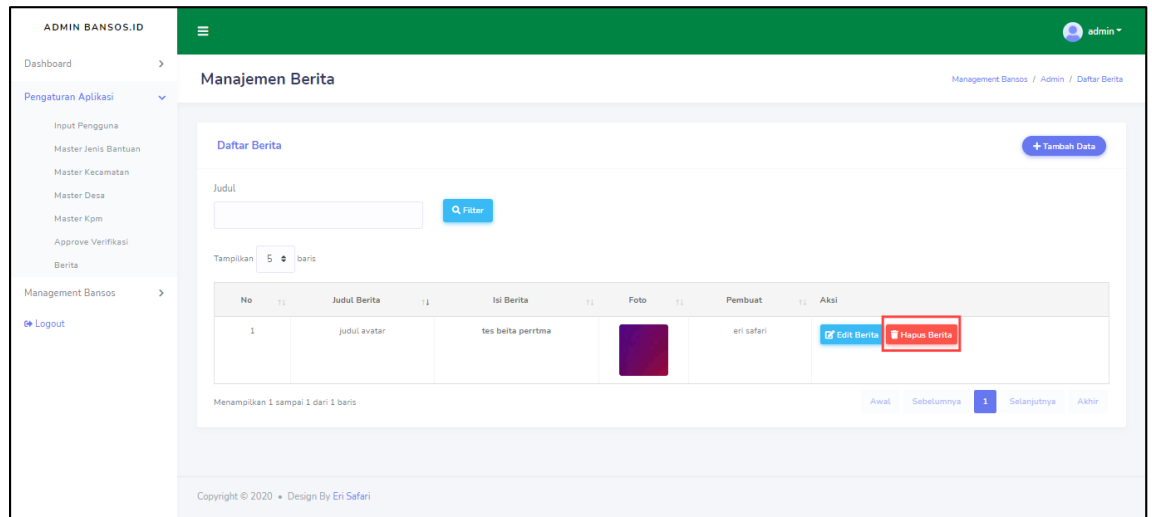 ADMIN BANSOS.ID
admin
Dashboard
Manajemen Berita
Management Bansos / Admin / Daftar Berita
Pengaturan Aplikasi
Input Pengguna
Master Jenis Bantuan
Master Kecamatan
Master Desa
Master Kpm
Approve Verifikasi
Berita
Management Bansos
Logout
Daftar Berita
Tambah Data
Judul
Filter
Tampilkan 5 baris
No Judul Berita Isi Berita Foto Pembuat Aksi
1 judul avatar tes beita perrtma eri safari Edit Berita Hapus Berita
Menampilkan 1 sampai 1 dari 1 baris
Awal Sebelumnya 1 Selanjutnya Akhir
Copyright © 2020 • Design By Eri Safari